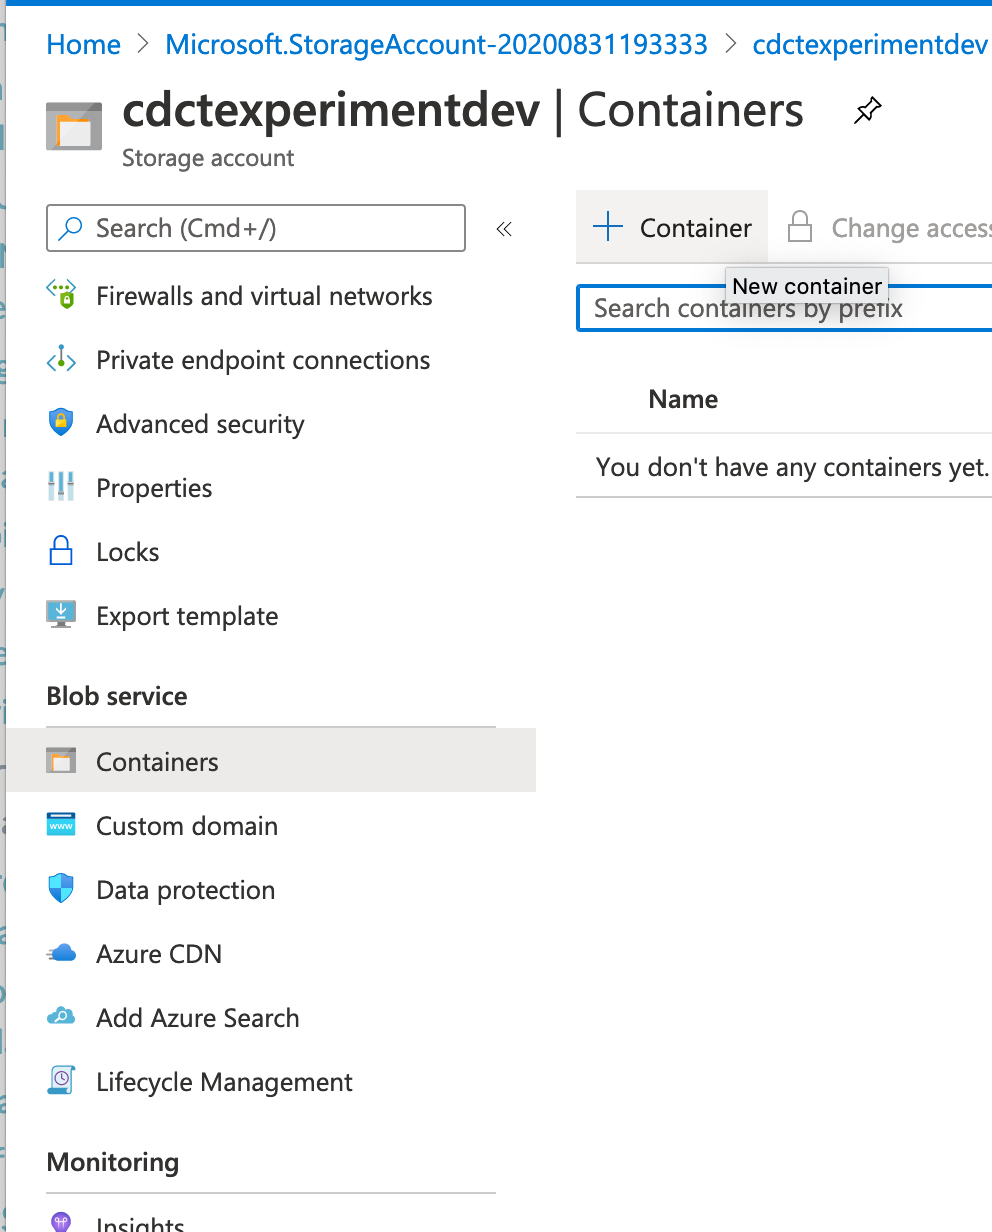 Home > Microsoft.StorageAccount-20200831193333 > cdctexperimentdev
cdctexperimentdev | Containers
Storage account
Search (Cmd+/)
«
Firewalls and virtual networks
Private endpoint connections
Advanced security
Properties
Locks
Export template
Blob service
Containers
Custom domain
Data protection
Azure CDN
Add Azure Search
Lifecycle Management
Monitoring
Insights
+ Container
Change access
New container
Search containers by prefix
Name
You don't have any containers yet.